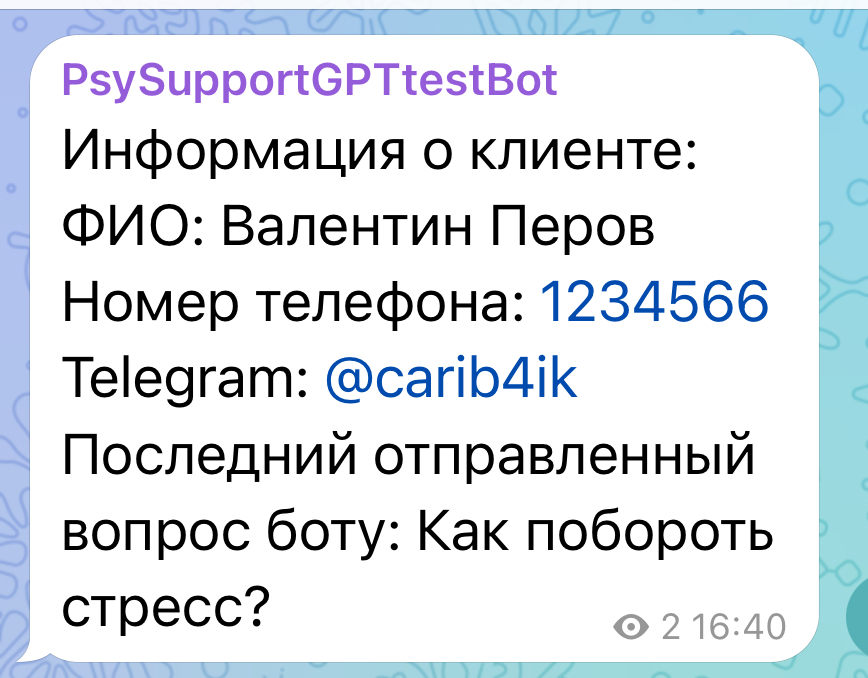 PsySupportGPTtestBot
Информация о клиенте:
ФИО: Валентин Перов
Номер телефона: 1234566
Telegram: @carib4ik
Последний отправленный
вопрос боту: Как побороть
стресс?
2 16:40